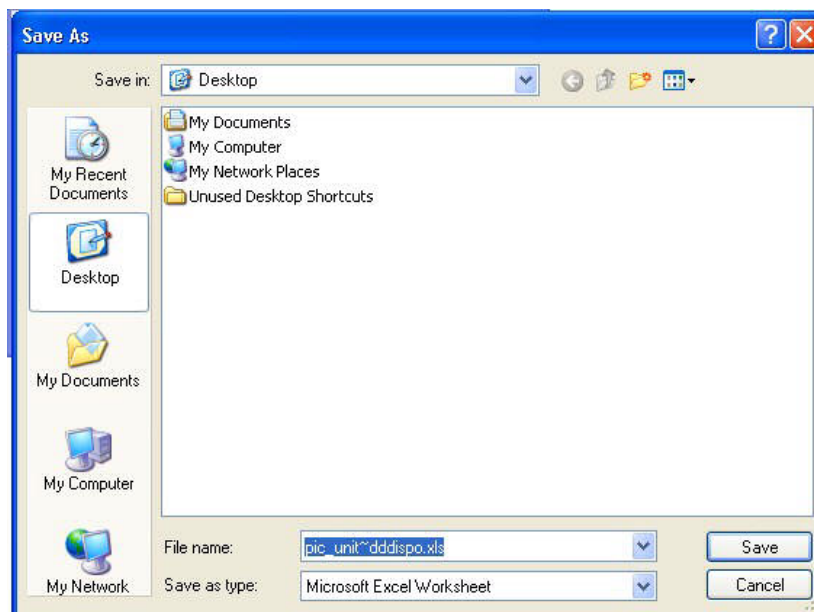 Save As
Save in:
Desktop
My Recent
Documents
Desktop
My Documents
My Computer
My Network
My Documents
My Computer
My Network Places
Unused Desktop Shortcuts
File name:
pic_unit~dddispo.xls
Save
Save as type:
Microsoft Excel Worksheet
Cancel